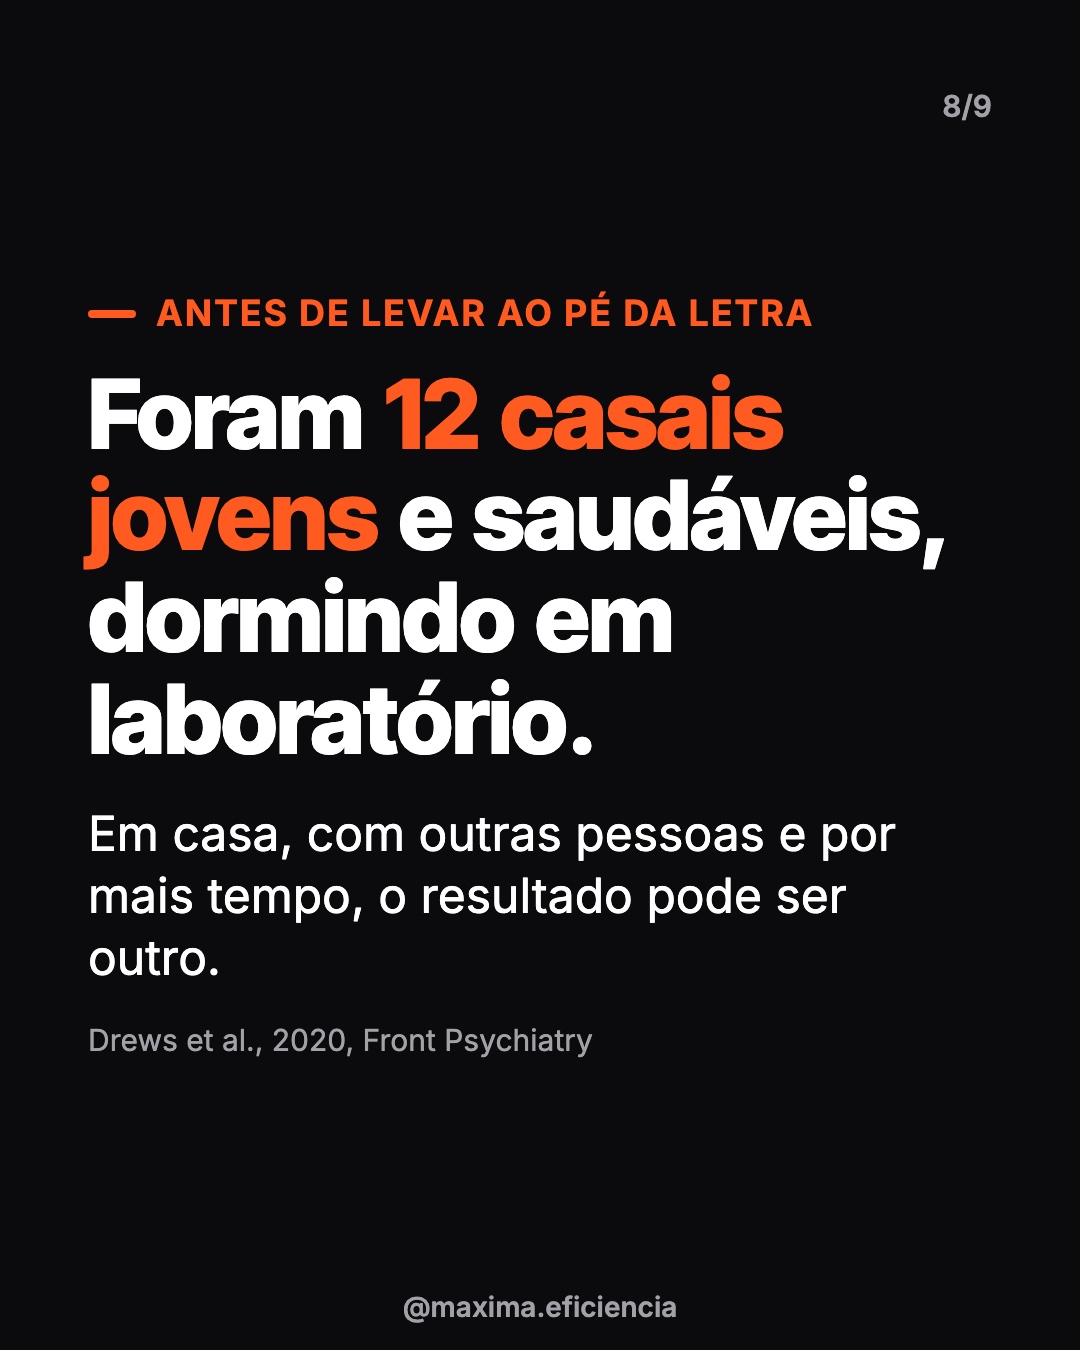 8/9
ANTES DE LEVAR AO PÉ DA LETRA
Foram 12 casais
jovens e saudáveis,
dormindo em
laboratório.
Em casa, com outras pessoas e por
mais tempo, o resultado pode ser
outro.
Drews et al., 2020, Front Psychiatry
@maxima.eficiencia